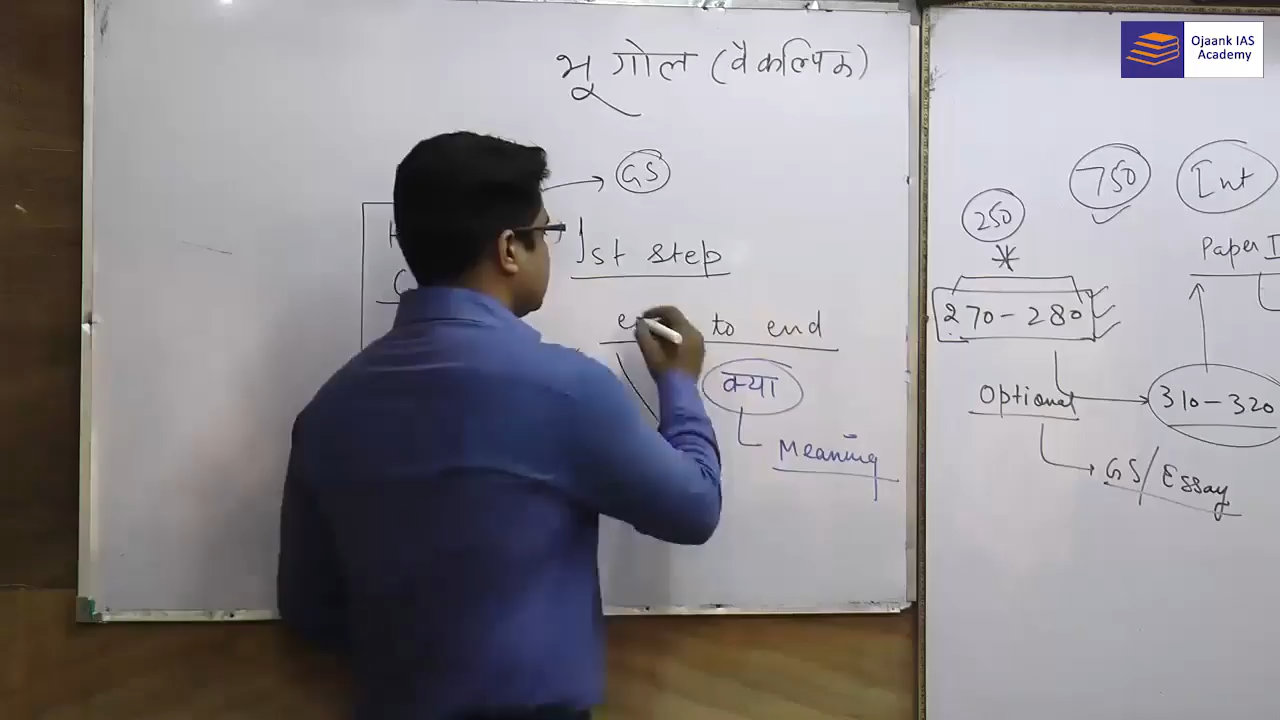 Ojaank IAS
Academy
भूगोल (वैकल्पिक)
GS
1st step
to end
क्या
Meaning
750
Int
250
Paper I
270-280
Optional
310-320
GS/Essay